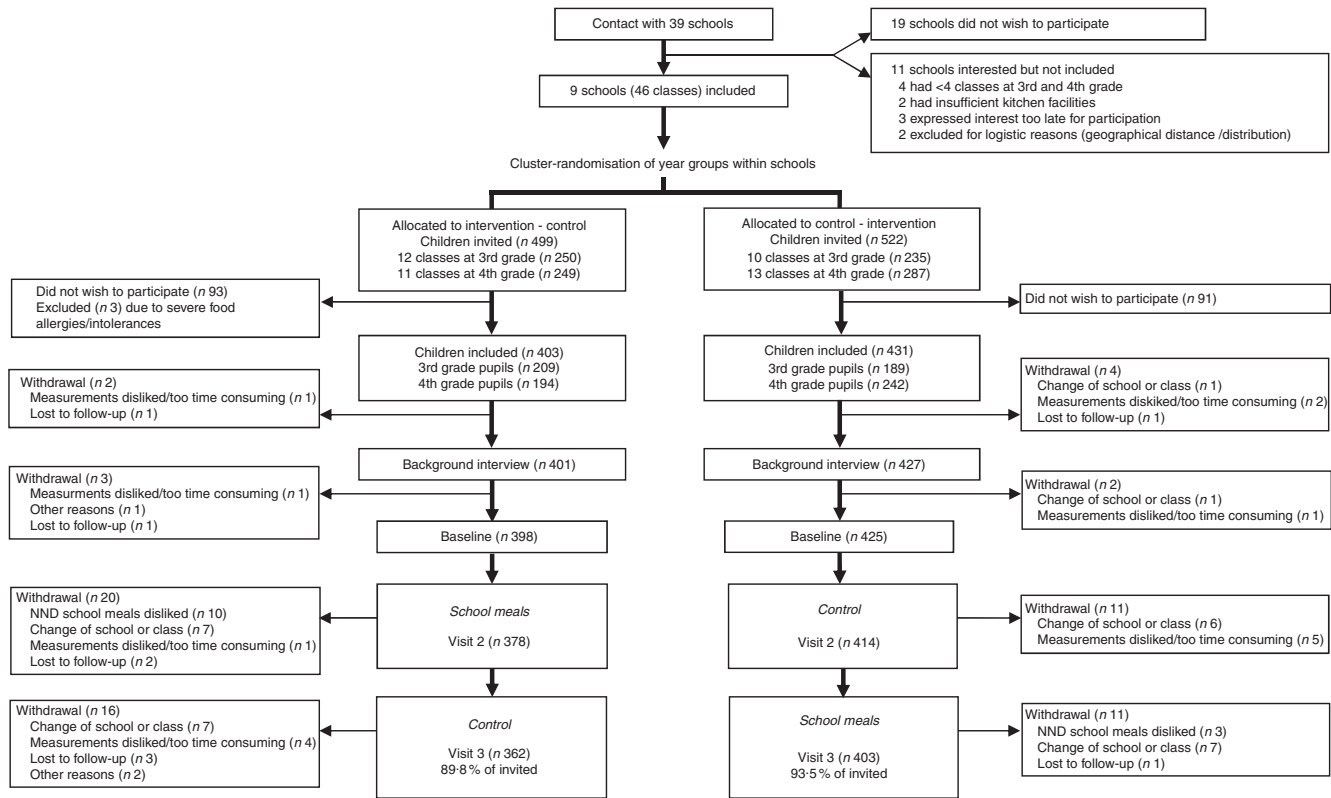 Contact with 39 schools
19 schools did not wish to participate
11 schools interested but not included
4 had <4 classes at 3rd and 4th grade
2 had insufficient kitchen facilities
3 expressed interest too late for participation
2 excluded for logistic reasons (geographical distance /distribution)
9 schools (46 classes) included
Cluster-randomisation of year groups within schools
Allocated to intervention - control
Children invited (n 499)
12 classes at 3rd grade (n 250)
11 classes at 4th grade (n 249)
Allocated to control - intervention
Children invited (n 522)
10 classes at 3rd grade (n 235)
13 classes at 4th grade (n 287)
Did not wish to participate (n 93)
Excluded (n 3) due to severe food
allergies/intolerances
Did not wish to participate (n 91)
Children included (n 403)
3rd grade pupils (n 209)
4th grade pupils (n 194)
Children included (n 431)
3rd grade pupils (n 189)
4th grade pupils (n 242)
Withdrawal (n 2)
Measurements disliked/too time consuming (n 1)
Lost to follow-up (n 1)
Withdrawal (n 4)
Change of school or class (n 1)
Measurements diskiked/too time consuming (n 2)
Lost to follow-up (n 1)
Background interview (n 401)
Background interview (n 427)
Withdrawal (n 3)
Measurments disliked/too time consuming (n 1)
Other reasons (n 1)
Lost to follow-up (n 1)
Withdrawal (n 2)
Change of school or class (n 1)
Measurements disliked/too time consuming (n 1)
Baseline (n 398)
Baseline (n 425)
Withdrawal (n 20)
NND school meals disliked (n 10)
Change of school or class (n 7)
Measurements disliked/too time consuming (n 1)
Lost to follow-up (n 2)
School meals
Visit 2 (n 378)
Control
Visit 2 (n 414)
Withdrawal (n 11)
Change of school or class (n 6)
Measurements disliked/too time consuming (n 5)
Withdrawal (n 16)
Change of school or class (n 7)
Measurements disliked/too time consuming (n 4)
Lost to follow-up (n 3)
Other reasons (n 2)
Control
Visit 3 (n 362)
89·8 % of invited
School meals
Visit 3 (n 403)
93·5 % of invited
Withdrawal (n 11)
NND school meals disliked (n 3)
Change of school or class (n 7)
Lost to follow-up (n 1)